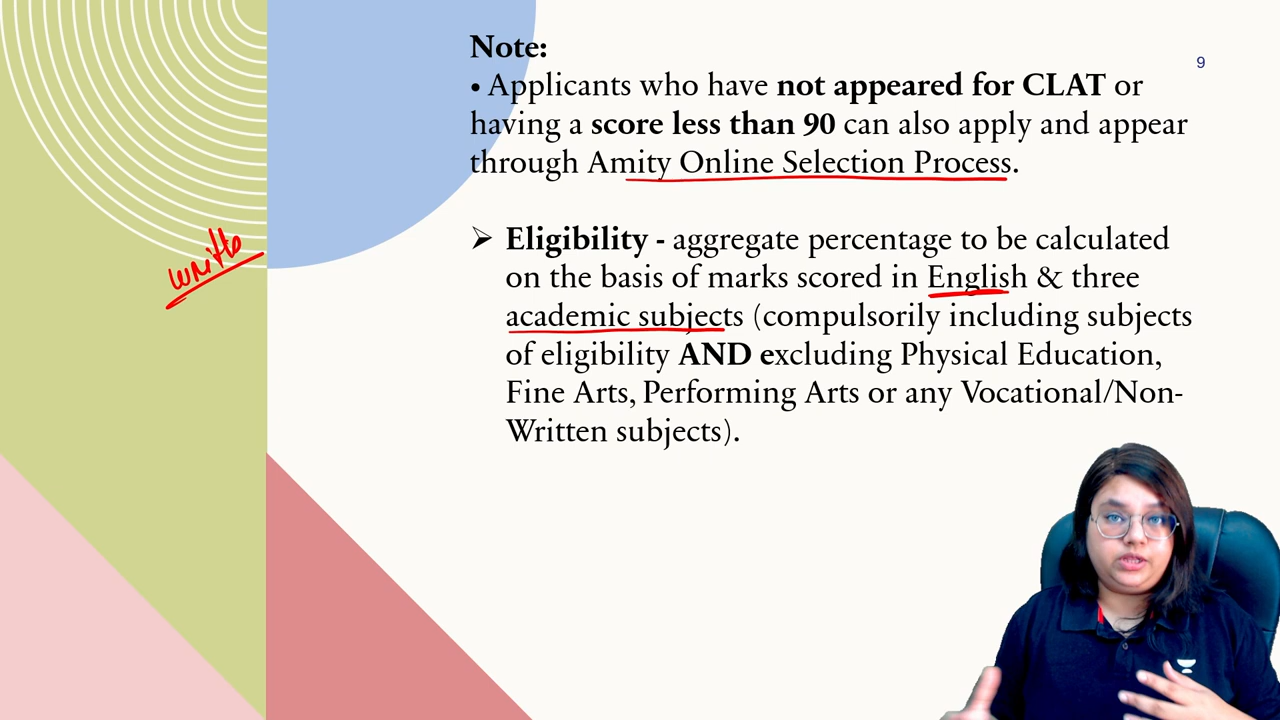 9
Note:
• Applicants who have not appeared for CLAT or
having a score less than 90 can also apply and appear
through Amity Online Selection Process.
➢ Eligibility - aggregate percentage to be calculated
on the basis of marks scored in English & three
academic subjects (compulsorily including subjects
of eligibility AND excluding Physical Education,
Fine Arts, Performing Arts or any Vocational/Non-
Written subjects).